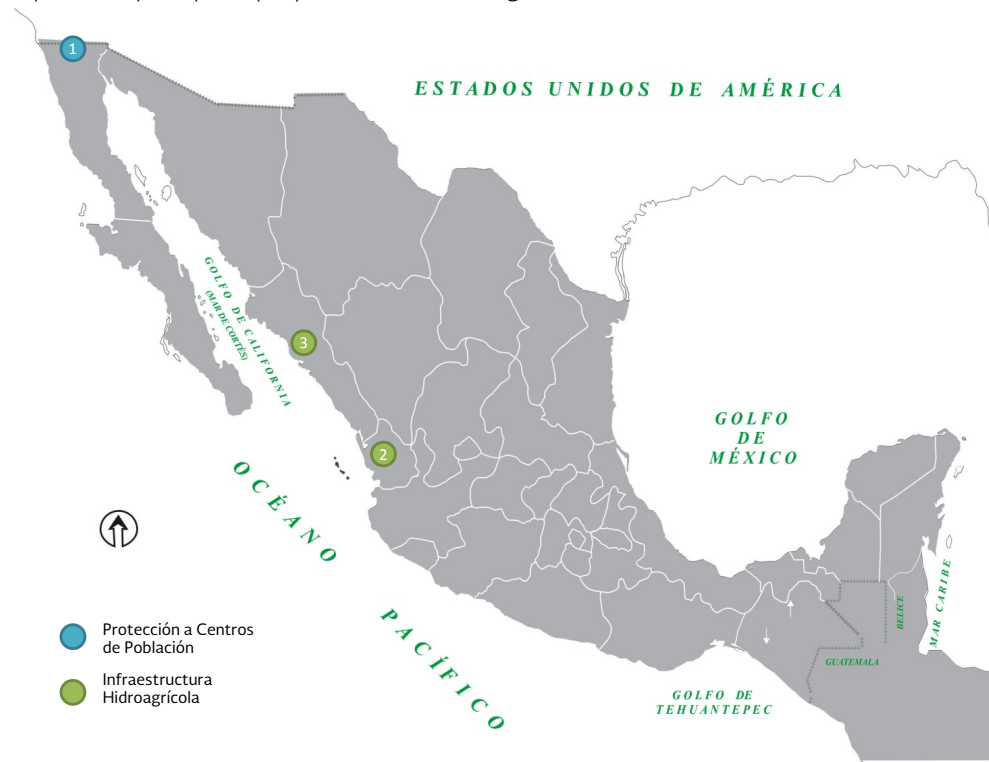 1
ESTADOS UNIDOS DE AMÉRICA
GOLFO DE CALIFORNIA
(MAR DE CORTÉS)
3
GOLFO
DE
MÉXICO
2
OCÉANO
PACÍFICO
MAR CARIBE
BELICE
GUATEMALA
GOLFO DE
TEHUANTEPEC
Protección a Centros
de Población
Infraestructura
Hidroagrícola